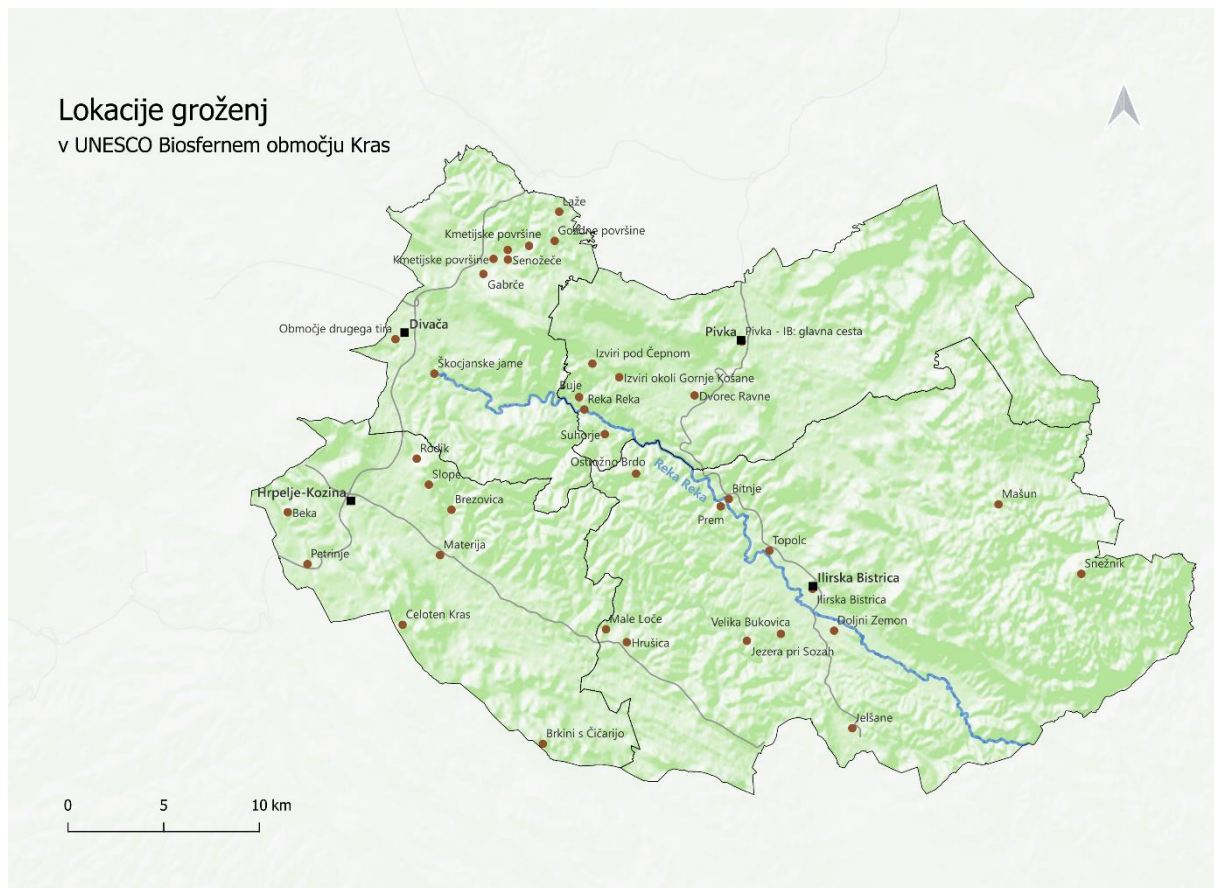 Lokacije groženj
v UNESCO Biosfernem območju Kras
Laže
Kmetijske površine
Gozdne površine
Kmetijske površine
Senožeče
Gabrče
Območje drugega tira
Divača
Pivka
Pivka - IB: glavna cesta
Škocjanske jame
Izviri pod Čepnom
Izviri okoli Gornje Košane
Buje
Reka Reka
Dvorec Ravne
Suhorje
Ostrožno Brdo
Reka Reka
Rodik
Slope
Hrpelje-Kozina
Beka
Brezovica
Bitnje
Prem
Mašun
Petrinje
Materija
Topolc
Snežnik
Ilirska Bistrica
Ilirska Bistrica
Celoten Kras
Male Loče
Hrušica
Velika Bukovica
Doljni Zemon
Jezera pri Sozah
Jelšane
Brkini s Čičarijo
0 5 10 km